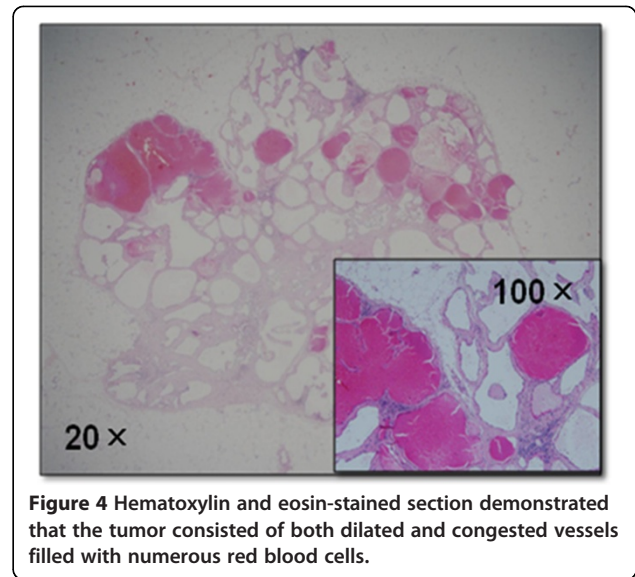 20 ×
100 ×
Figure 4 Hematoxylin and eosin-stained section demonstrated
that the tumor consisted of both dilated and congested vessels
filled with numerous red blood cells.